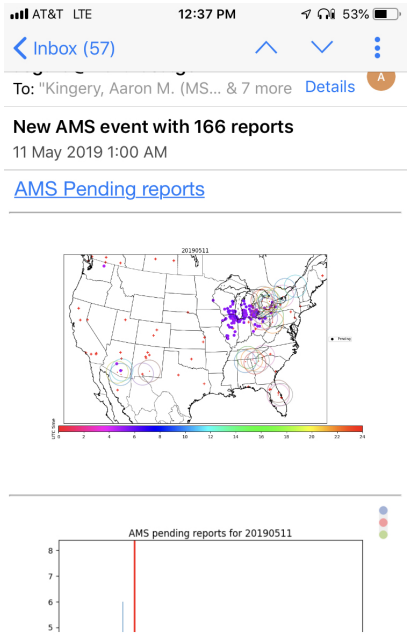 AT&T LTE 12:37 PM 53%
Inbox (57)
To: "Kingery, Aaron M. (MS... & 7 more Details
A
New AMS event with 166 reports
11 May 2019 1:00 AM
AMS Pending reports
20190511
Pending
UTC time
0 2 4 6 8 10 12 14 16 18 20 22 24
AMS pending reports for 20190511
8
7
6
5